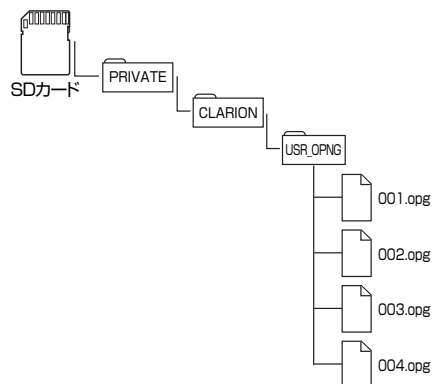 SDカード
PRIVATE
CLARION
USR_OPNG
001.opg
002.opg
003.opg
004.opg